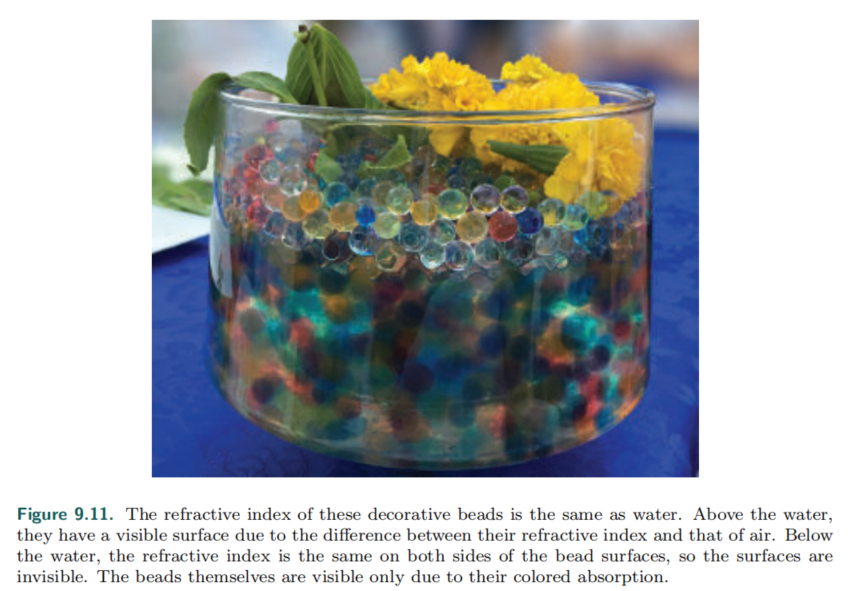 Figure 9.11. The refractive index of these decorative beads is the same as water. Above the water,
they have a visible surface due to the difference between their refractive index and that of air. Below
the water, the refractive index is the same on both sides of the bead surfaces, so the surfaces are
invisible. The beads themselves are visible only due to their colored absorption.